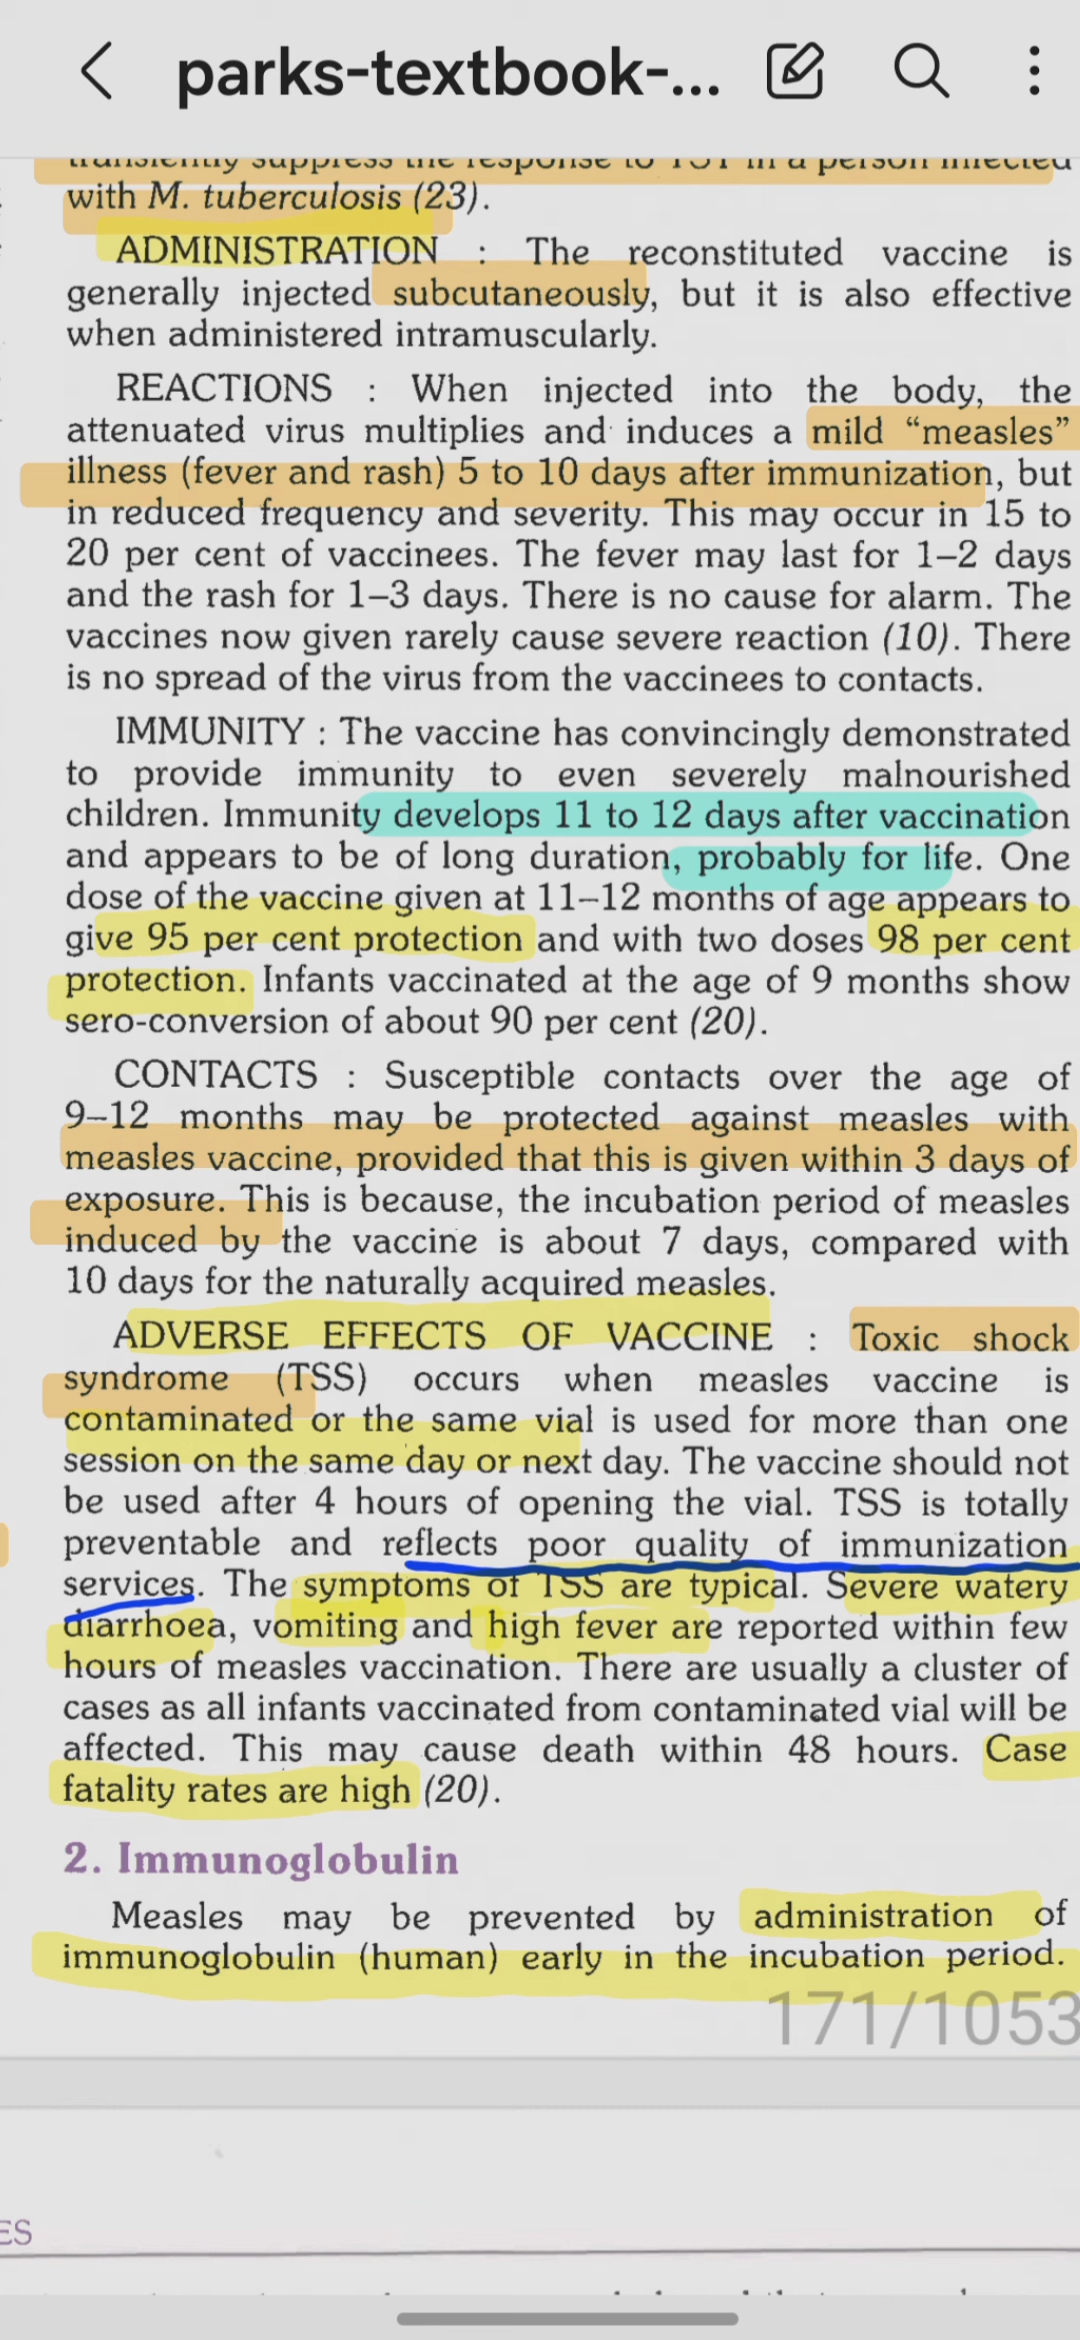 parks-textbook-...
transiently suppress the response to TST in a person infected
with M. tuberculosis (23).
ADMINISTRATION : The reconstituted vaccine is
generally injected subcutaneously, but it is also effective
when administered intramuscularly.
REACTIONS : When injected into the body, the
attenuated virus multiplies and induces a mild “measles”
illness (fever and rash) 5 to 10 days after immunization, but
in reduced frequency and severity. This may occur in 15 to
20 per cent of vaccinees. The fever may last for 1–2 days
and the rash for 1–3 days. There is no cause for alarm. The
vaccines now given rarely cause severe reaction (10). There
is no spread of the virus from the vaccinees to contacts.
IMMUNITY : The vaccine has convincingly demonstrated
to provide immunity to even severely malnourished
children. Immunity develops 11 to 12 days after vaccination
and appears to be of long duration, probably for life. One
dose of the vaccine given at 11–12 months of age appears to
give 95 per cent protection and with two doses 98 per cent
protection. Infants vaccinated at the age of 9 months show
sero-conversion of about 90 per cent (20).
CONTACTS : Susceptible contacts over the age of
9–12 months may be protected against measles with
measles vaccine, provided that this is given within 3 days of
exposure. This is because, the incubation period of measles
induced by the vaccine is about 7 days, compared with
10 days for the naturally acquired measles.
ADVERSE EFFECTS OF VACCINE : Toxic shock
syndrome (TSS) occurs when measles vaccine is
contaminated or the same vial is used for more than one
session on the same day or next day. The vaccine should not
be used after 4 hours of opening the vial. TSS is totally
preventable and reflects poor quality of immunization
services. The symptoms of TSS are typical. Severe watery
diarrhoea, vomiting and high fever are reported within few
hours of measles vaccination. There are usually a cluster of
cases as all infants vaccinated from contaminated vial will be
affected. This may cause death within 48 hours. Case
fatality rates are high (20).
2. Immunoglobulin
Measles may be prevented by administration of
immunoglobulin (human) early in the incubation period.
171/1053
ES